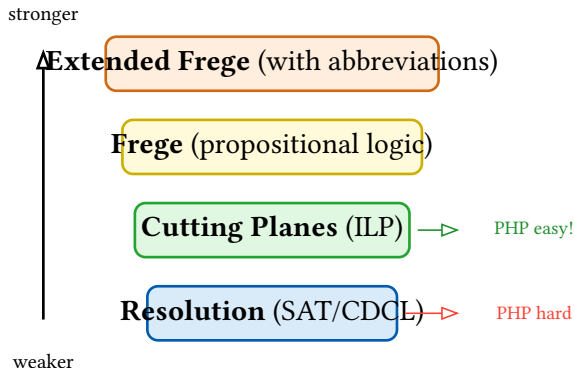 stronger
Extended Frege (with abbreviations)
Frege (propositional logic)
Cutting Planes (ILP)
PHP easy!
Resolution (SAT/CDCL)
PHP hard
weaker